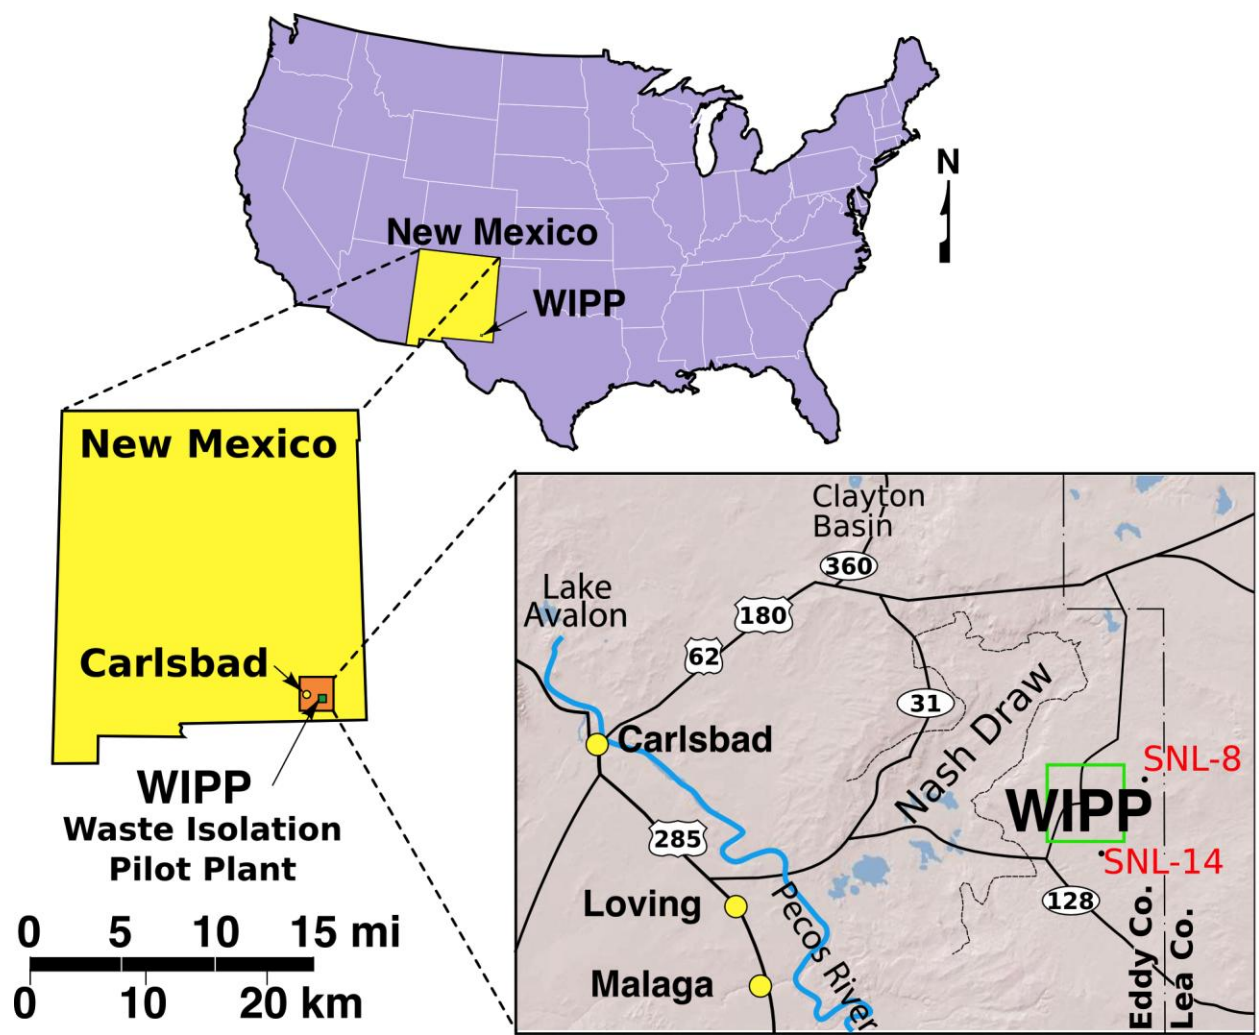 N
New Mexico
WIPP
New Mexico
Carlsbad
WIPP
Waste Isolation
Pilot Plant
0 5 10 15 mi
0 10 20 km
Clayton
Basin
360
Lake
Avalon
180
62
31
Nash Draw
Carlsbad
SNL-8
WIPP
285
SNL-14
Loving
Pecos River
128
Malaga
Eddy Co.
Lea Co.